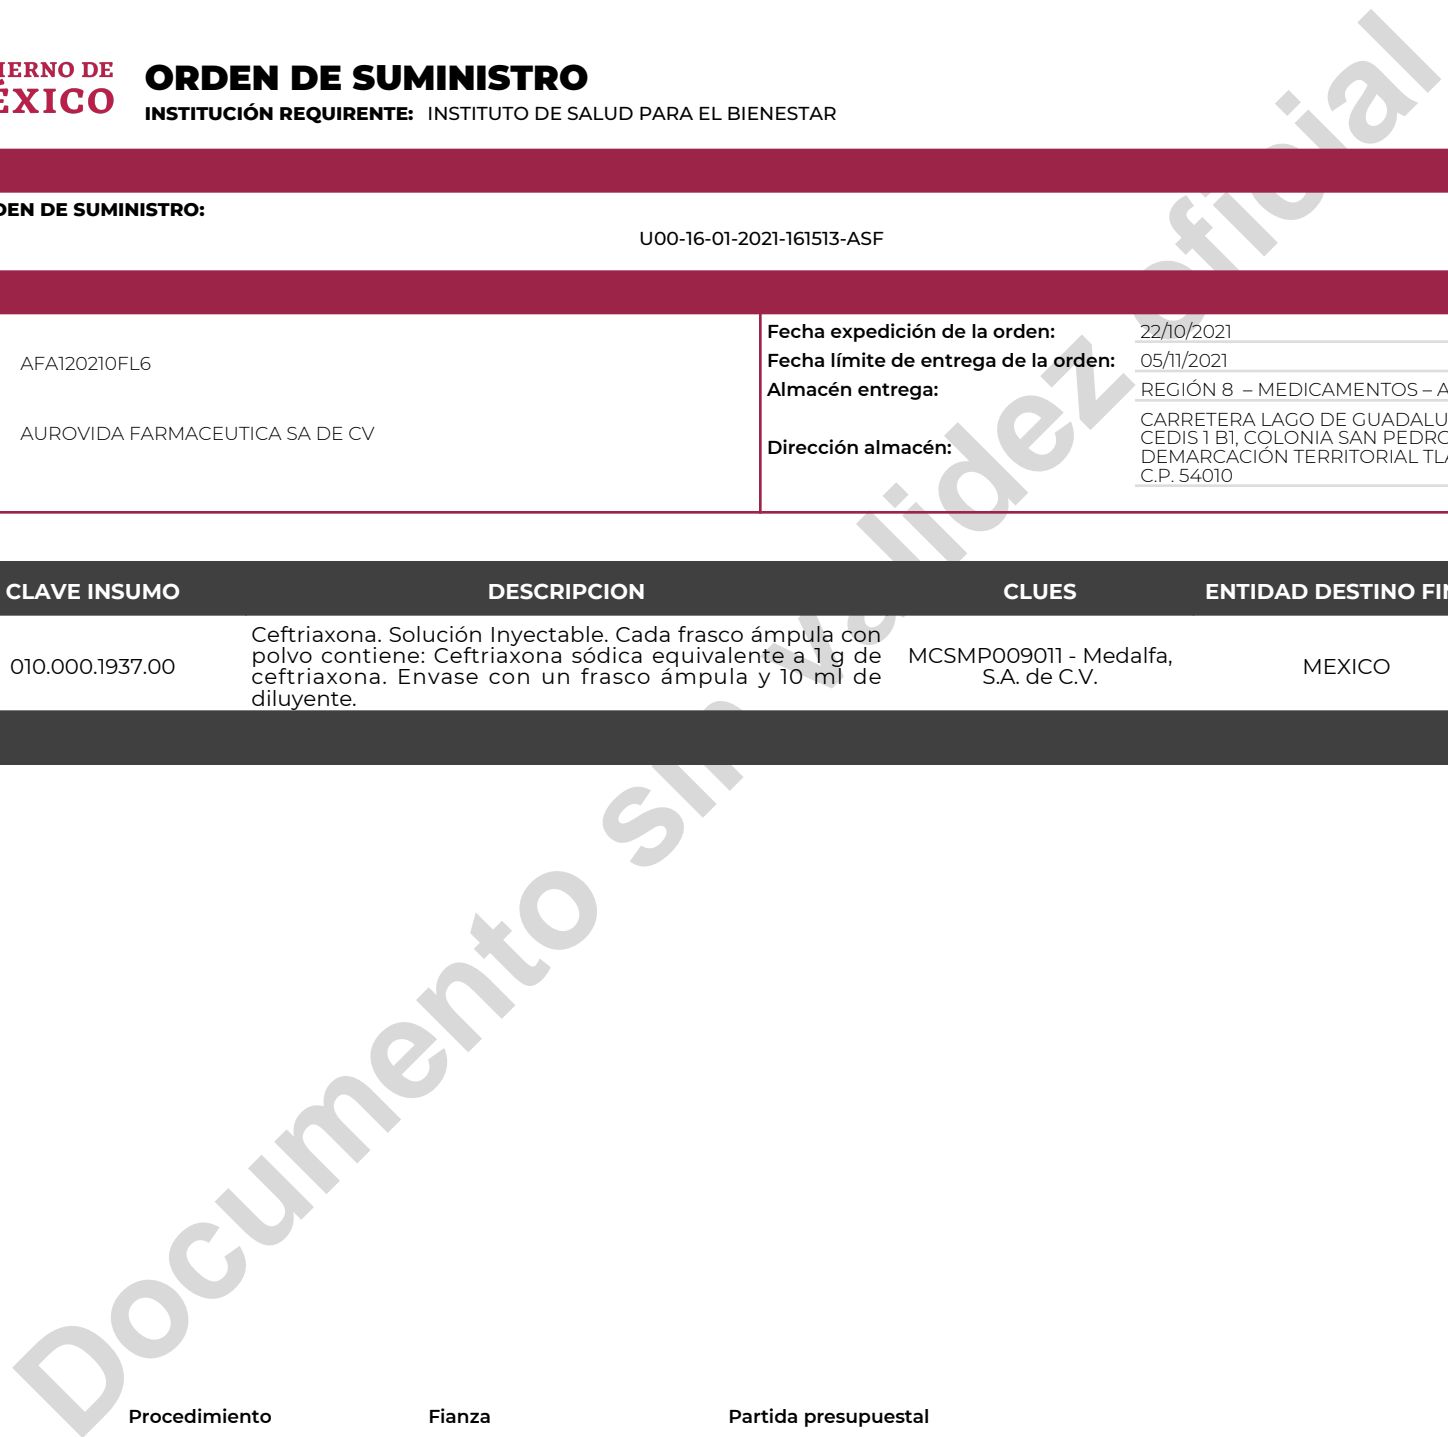 IERNO DE
ÉXICO
ORDEN DE SUMINISTRO
INSTITUCIÓN REQUIRENTE: INSTITUTO DE SALUD PARA EL BIENESTAR
DEN DE SUMINISTRO:
U00-16-01-2021-161513-ASF
AFA120210FL6
AUROVIDA FARMACEUTICA SA DE CV
Fecha expedición de la orden: 22/10/2021
Fecha límite de entrega de la orden: 05/11/2021
Almacén entrega: REGIÓN 8 – MEDICAMENTOS – A
Dirección almacén:
CARRETERA LAGO DE GUADALU
CEDIS 1 B1, COLONIA SAN PEDRO
DEMARCACIÓN TERRITORIAL TLA
C.P. 54010
CLAVE INSUMO DESCRIPCION CLUES ENTIDAD DESTINO FIN
010.000.1937.00
Ceftriaxona. Solución Inyectable. Cada frasco ámpula con
polvo contiene: Ceftriaxona sódica equivalente a 1 g de
ceftriaxona. Envase con un frasco ámpula y 10 ml de
diluyente.
MCSMP009011 - Medalfa,
S.A. de C.V.
MEXICO
Procedimiento Fianza Partida presupuestal
Documento sin validez oficial